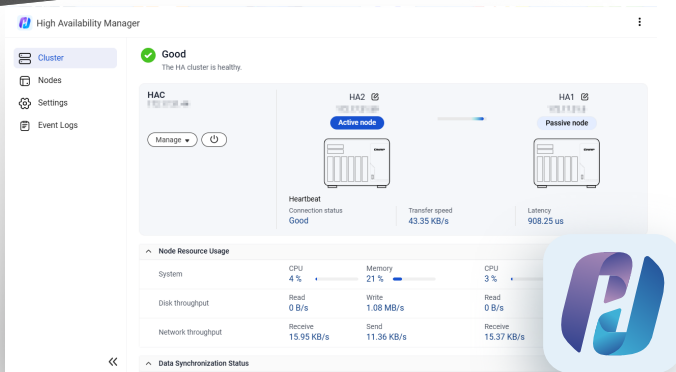 High Availability Manager
Cluster
Nodes
Settings
Event Logs
Good
The HA cluster is healthy.
HAC
Manage
HA2
Active node
HA1
Passive node
Heartbeat
Connection status
Good
Transfer speed
43.35 KB/s
Latency
908.25 us
Node Resource Usage
System
CPU
4 %
Memory
21 %
CPU
3 %
Disk throughput
Read
0 B/s
Write
1.08 MB/s
Read
0 B/s
Network throughput
Receive
15.95 KB/s
Send
11.36 KB/s
Receive
15.37 KB/s
Data Synchronization Status